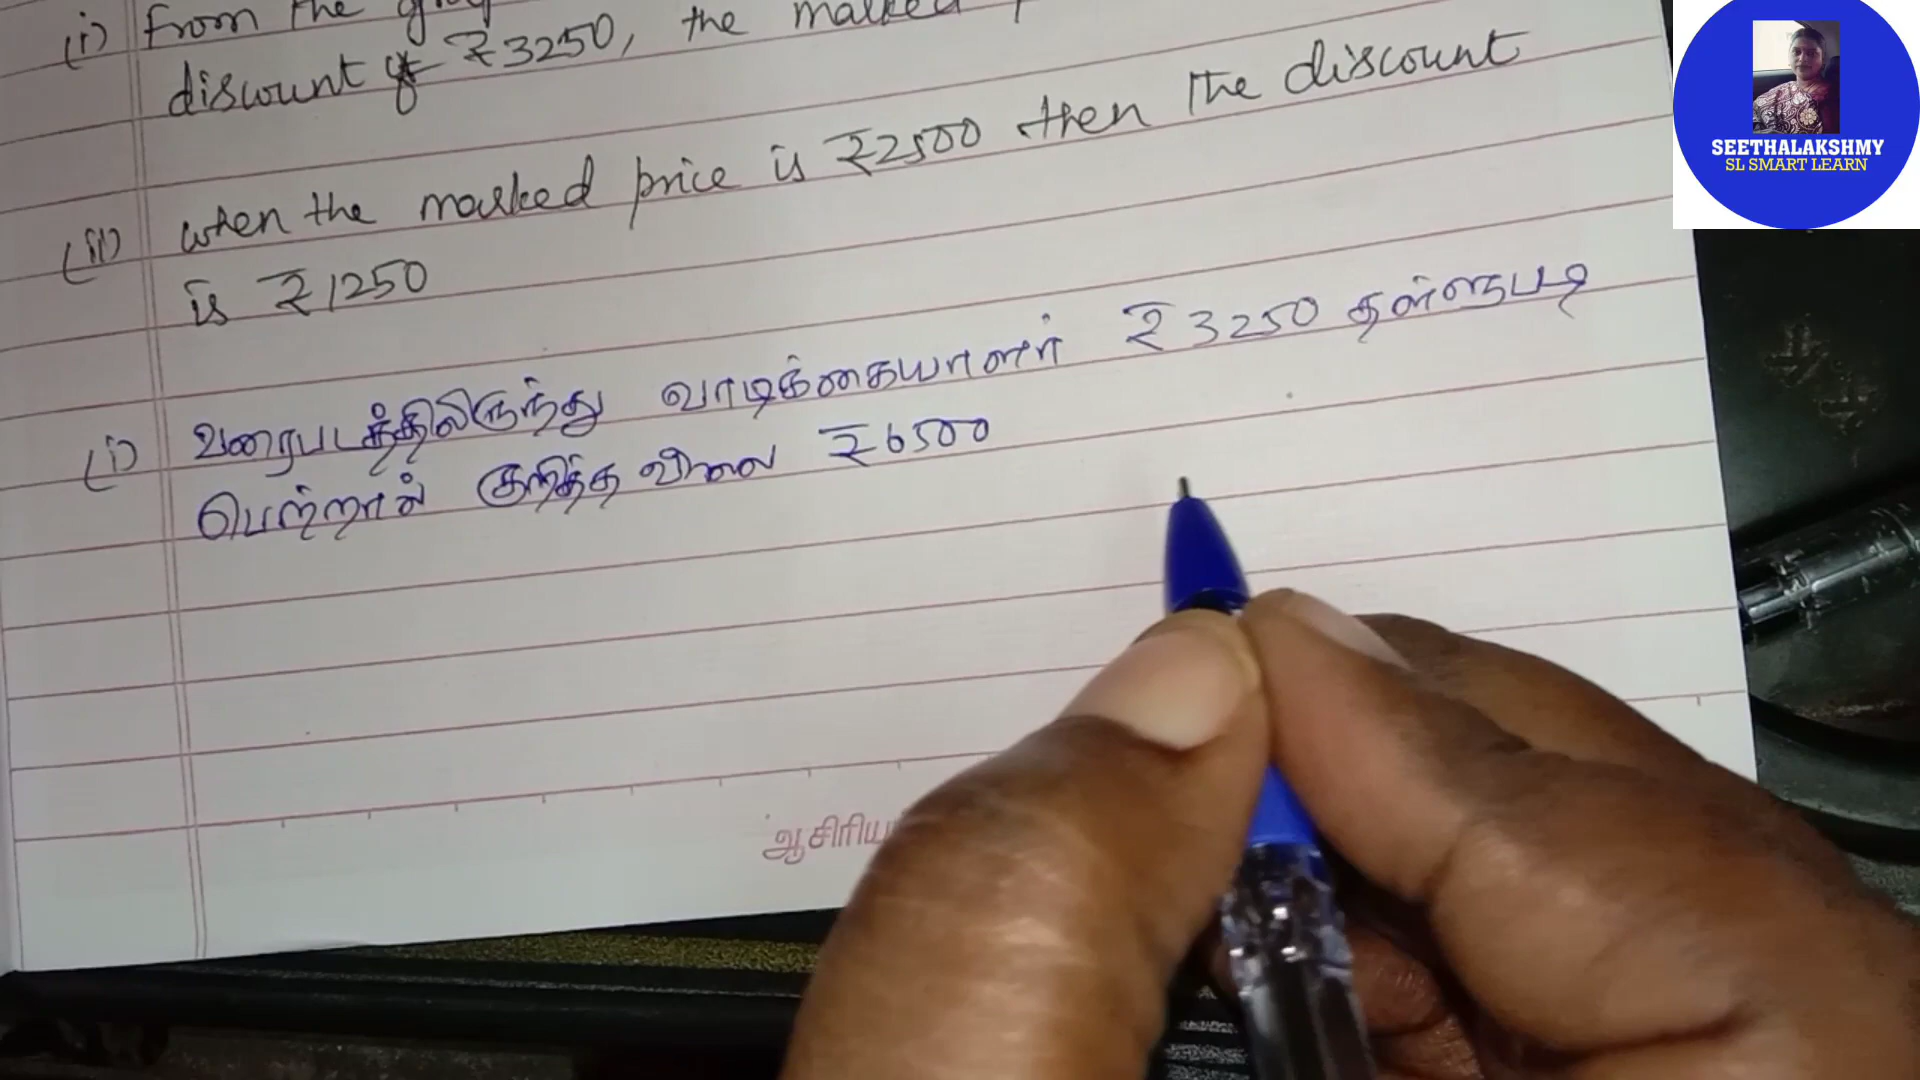 (i) from the
discount of ₹3250, the marked
(ii) when the marked price is ₹2500 then the discount
is ₹1250
(i) வரைபடத்திலிருந்து வாடிக்கையாளர் ₹3250 தள்ளுபடி
பெற்றால் குறித்த விலை ₹6500
ஆசிரிய
SEETHALAKSHMY
SL SMART LEARN